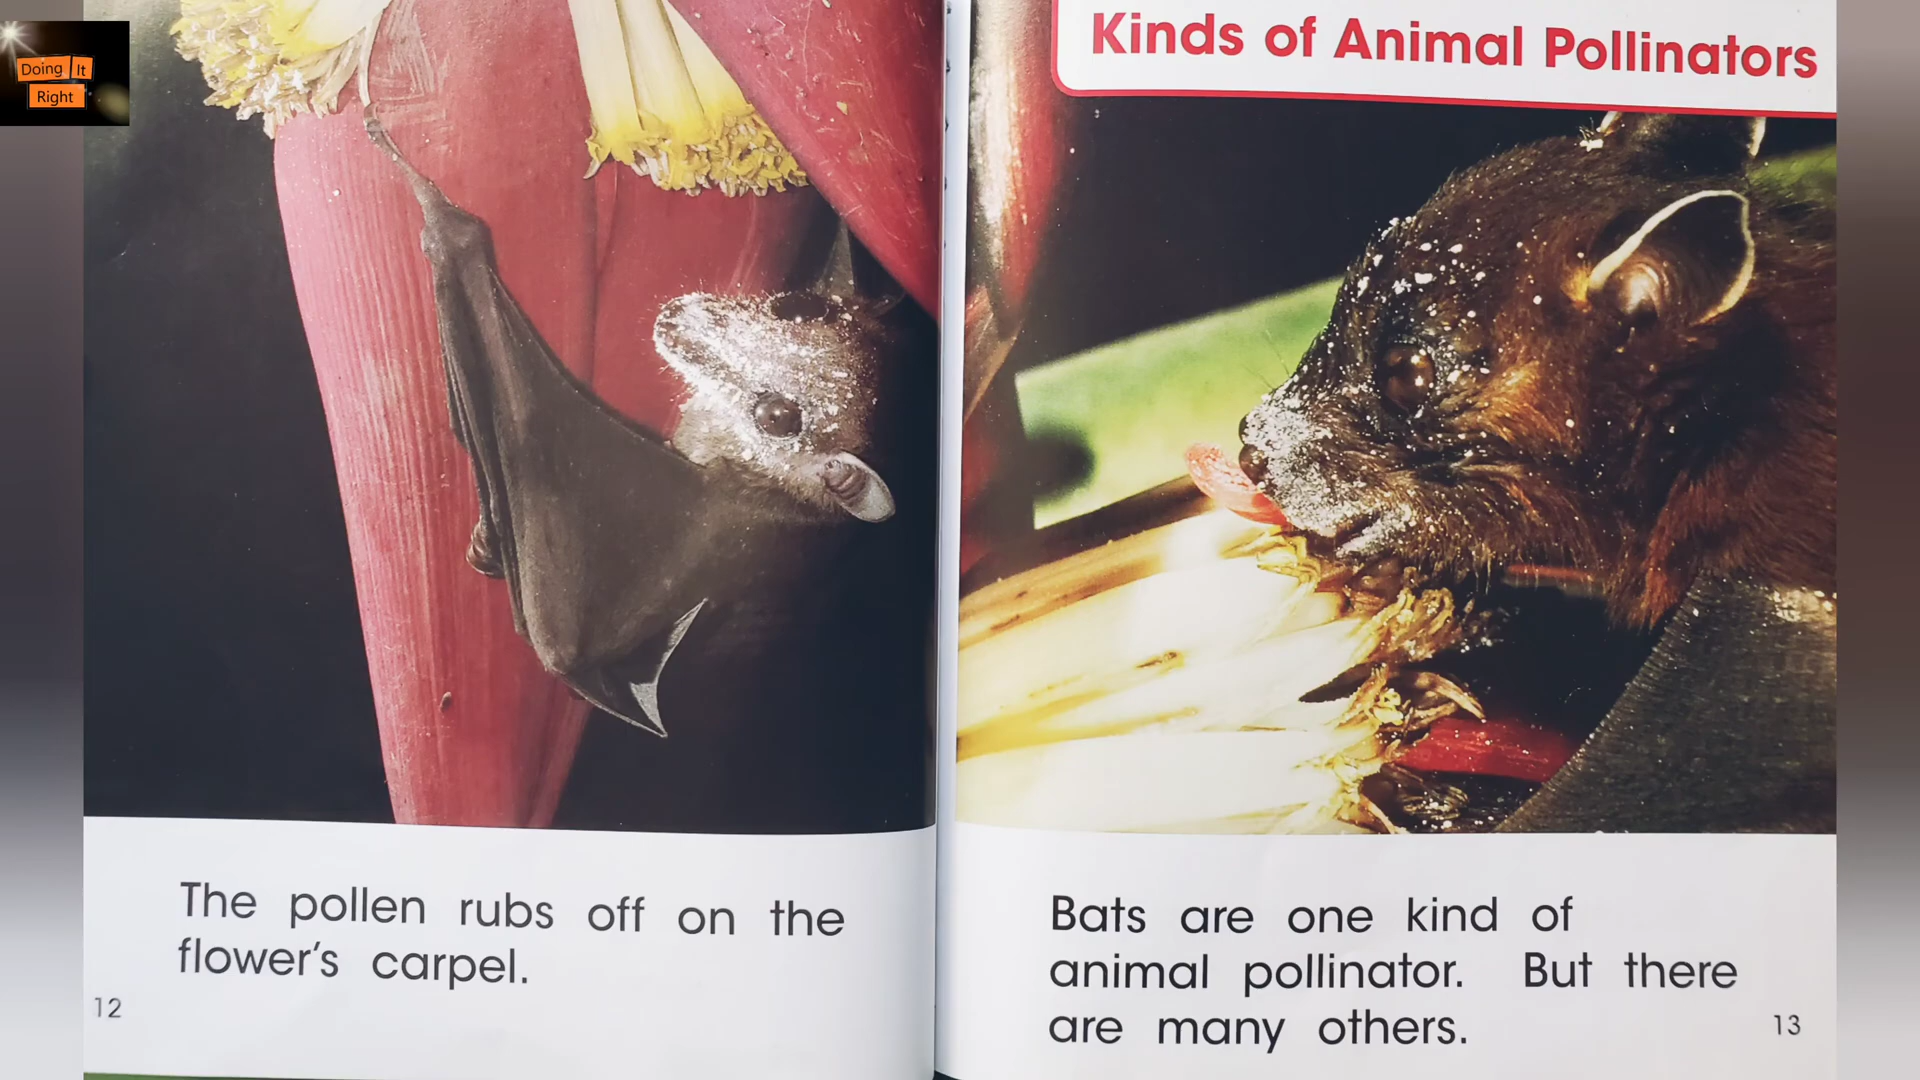 Doing It
Right
The pollen rubs off on the
flower's carpel.
12
Kinds of Animal Pollinators
Bats are one kind of
animal pollinator. But there
are many others.
13